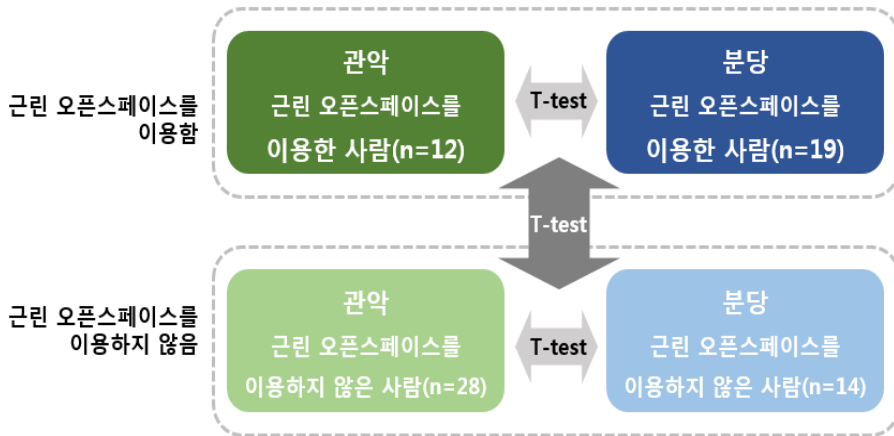 근린 오픈스페이스를
이용함
관악
근린 오픈스페이스를
이용한 사람(n=12)
T-test
분당
근린 오픈스페이스를
이용한 사람(n=19)
T-test
근린 오픈스페이스를
이용하지 않음
관악
근린 오픈스페이스를
이용하지 않은 사람(n=28)
T-test
분당
근린 오픈스페이스를
이용하지 않은 사람(n=14)